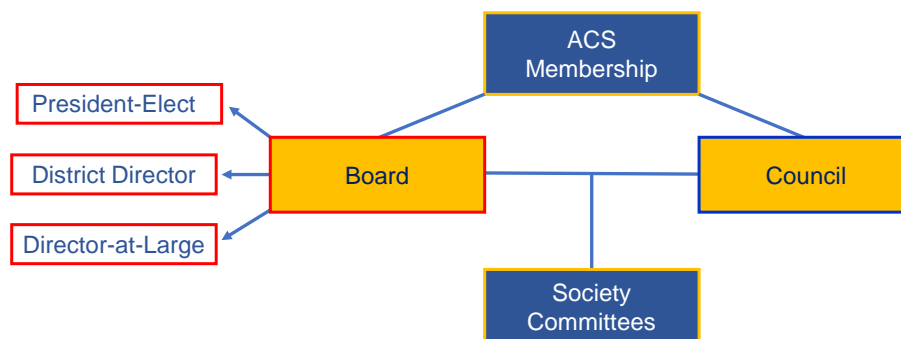 ACS
Membership
President-Elect
District Director
Director-at-Large
Board
Council
Society
Committees